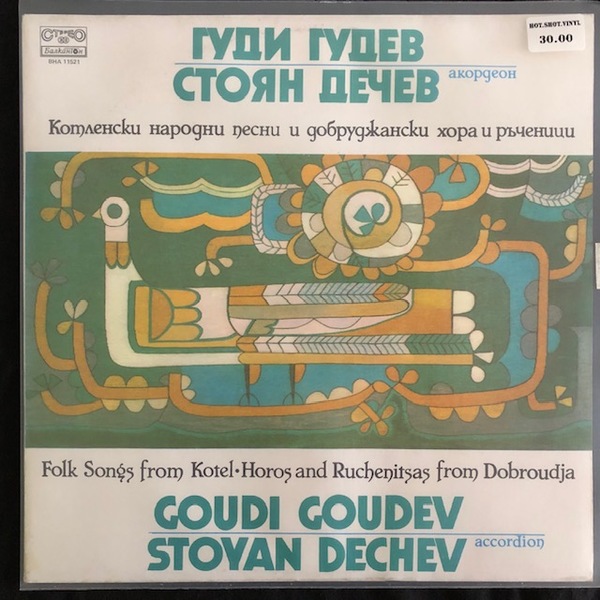 СТЕРЕО
Балкантон
ВНА 11521
HOT.SHOT.VINYL
30.00
ГУДИ ГУДЕВ
СТОЯН ДЕЧЕВ акордеон
Котленски народни песни и добруджански хора и ръченици
Folk Songs from Kotel • Horos and Ruchenitsas from Dobroudja
GOUDI GOUDEV
STOYAN DECHEV accordion